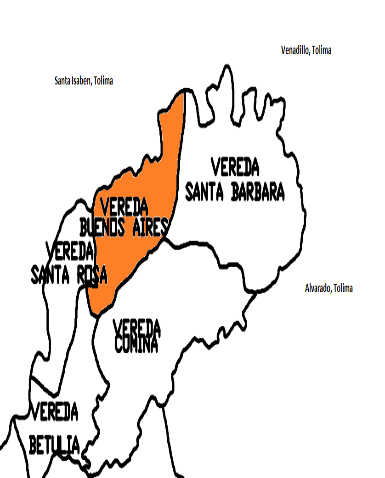 Venadillo, Tolima
Santa Isaben, Tolima
VEREDA
SANTA BARBARA
VEREDA
BUENOS AIRES
VEREDA
SANTA ROSA
Alvarado, Tolima
VEREDA
CUMINA
VEREDA
BETULIA